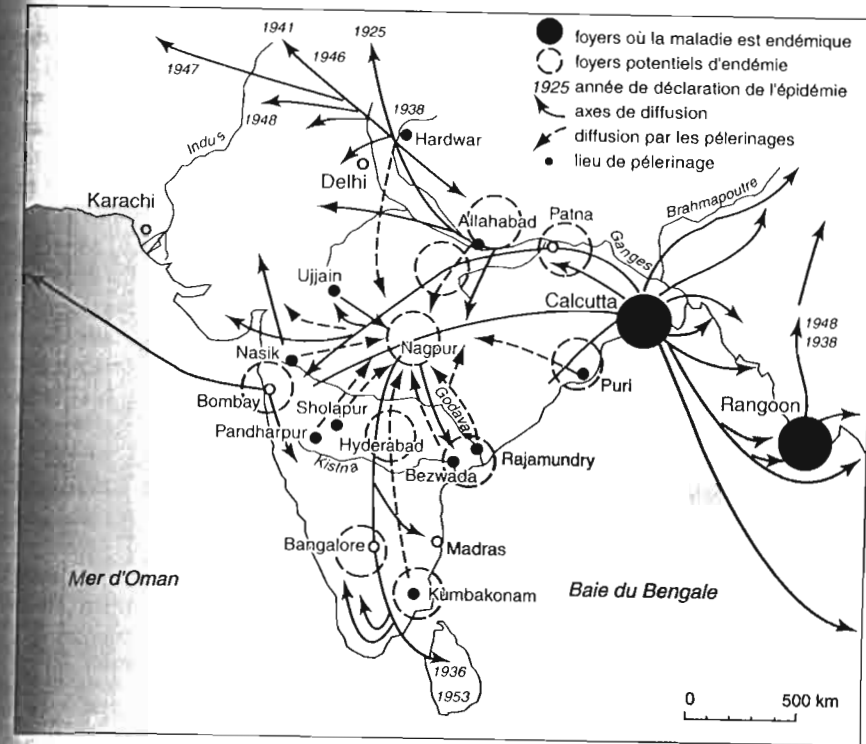 1941
1925
1946
1947
1948
1938
foyers où la maladie est endémique
foyers potentiels d'endémie
1925 année de déclaration de l'épidémie
axes de diffusion
diffusion par les pélerinages
lieu de pélerinage
Indus
Hardwar
Delhi
Karachi
Brahmapoutre
Allahabad
Patna
Ganges
Ujjain
Calcutta
1948
1938
Nasik
Nagpur
Puri
Rangoon
Bombay
Sholapur
Godavari
Pandharpur
Hyderabad
Kistna
Bezwada
Rajamundry
Bangalore
Madras
Mer d'Oman
Kumbakonam
Baie du Bengale
1936
1953
0 500 km